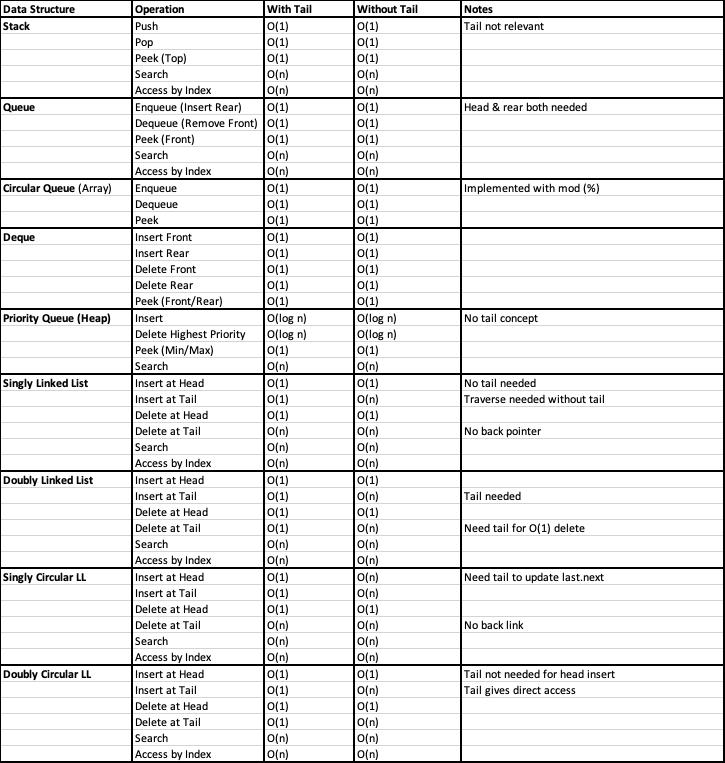 Data Structure Operation With Tail Without Tail Notes
Stack Push O(1) O(1) Tail not relevant
Pop O(1) O(1)
Peek (Top) O(1) O(1)
Search O(n) O(n)
Access by Index O(n) O(n)
Queue Enqueue (Insert Rear) O(1) O(1) Head & rear both needed
Dequeue (Remove Front) O(1) O(1)
Peek (Front) O(1) O(1)
Search O(n) O(n)
Access by Index O(n) O(n)
Circular Queue (Array) Enqueue O(1) O(1) Implemented with mod (%)
Dequeue O(1) O(1)
Peek O(1) O(1)
Deque Insert Front O(1) O(1)
Insert Rear O(1) O(1)
Delete Front O(1) O(1)
Delete Rear O(1) O(1)
Peek (Front/Rear) O(1) O(1)
Priority Queue (Heap) Insert O(log n) O(log n) No tail concept
Delete Highest Priority O(log n) O(log n)
Peek (Min/Max) O(1) O(1)
Search O(n) O(n)
Singly Linked List Insert at Head O(1) O(1) No tail needed
Insert at Tail O(1) O(n) Traverse needed without tail
Delete at Head O(1) O(1)
Delete at Tail O(n) O(n) No back pointer
Search O(n) O(n)
Access by Index O(n) O(n)
Doubly Linked List Insert at Head O(1) O(1)
Insert at Tail O(1) O(n) Tail needed
Delete at Head O(1) O(1)
Delete at Tail O(1) O(n) Need tail for O(1) delete
Search O(n) O(n)
Access by Index O(n) O(n)
Singly Circular LL Insert at Head O(1) O(n) Need tail to update last.next
Insert at Tail O(1) O(n)
Delete at Head O(1) O(1)
Delete at Tail O(n) O(n) No back link
Search O(n) O(n)
Access by Index O(n) O(n)
Doubly Circular LL Insert at Head O(1) O(1) Tail not needed for head insert
Insert at Tail O(1) O(n) Tail gives direct access
Delete at Head O(1) O(1)
Delete at Tail O(1) O(n)
Search O(n) O(n)
Access by Index O(n) O(n)